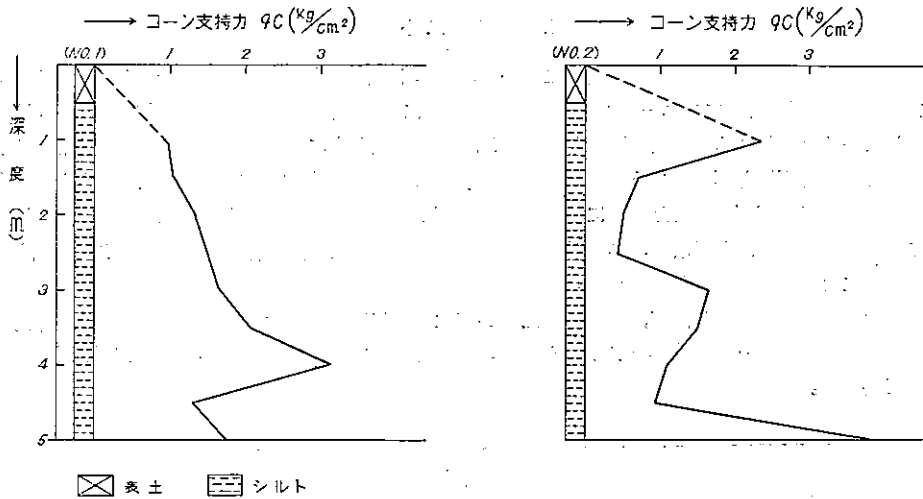 → コーン支持力 qc (kg/cm²)
(NO.1) 1 2 3
→ 深度 (m)
1
2
3
4
5
→ コーン支持力 qc (kg/cm²)
(NO.2) 1 2 3
表土 シルト